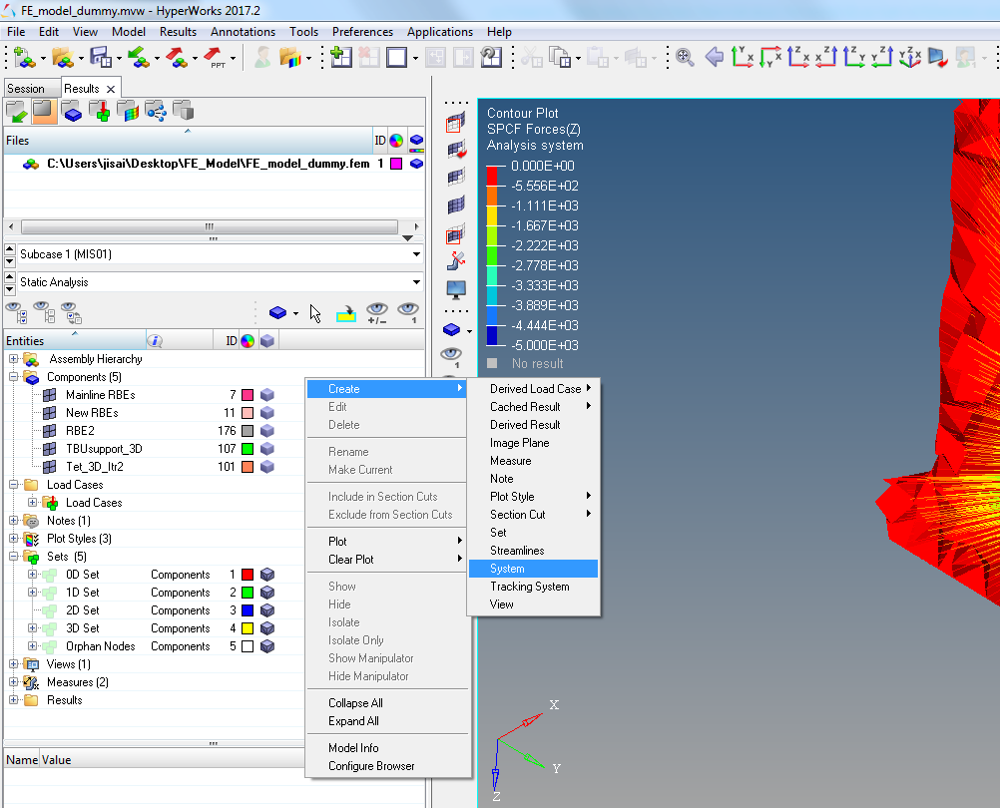 FE_model_dummy.mvw - HyperWorks 2017.2
File Edit View Model Results Annotations Tools Preferences Applications Help
Session Results
Files ID
C:\Users\jisai\Desktop\FE_Model\FE_model_dummy.fem 1
Subcase 1 (MIS01)
Static Analysis
Entities ID
Assembly Hierarchy
Components (5)
Mainline RBEs 7
New RBEs 11
RBE2 176
TBUsupport_3D 107
Tet_3D_ltr2 101
Load Cases
Load Cases
Notes (1)
Plot Styles (3)
Sets (5)
0D Set Components 1
1D Set Components 2
2D Set Components 3
3D Set Components 4
Orphan Nodes Components 5
Views (1)
Measures (2)
Results
Name Value
Create
Edit
Delete
Rename
Make Current
Include in Section Cuts
Exclude from Section Cuts
Plot
Clear Plot
Show
Hide
Isolate
Isolate Only
Show Manipulator
Hide Manipulator
Collapse All
Expand All
Model Info
Configure Browser
Derived Load Case
Cached Result
Derived Result
Image Plane
Measure
Note
Plot Style
Section Cut
Set
Streamlines
System
Tracking System
View
Contour Plot
SPCF Forces(Z)
Analysis system
0.000E+00
-5.556E+02
-1.111E+03
-1.667E+03
-2.222E+03
-2.778E+03
-3.333E+03
-3.889E+03
-4.444E+03
-5.000E+03
No result
X
Y
Z